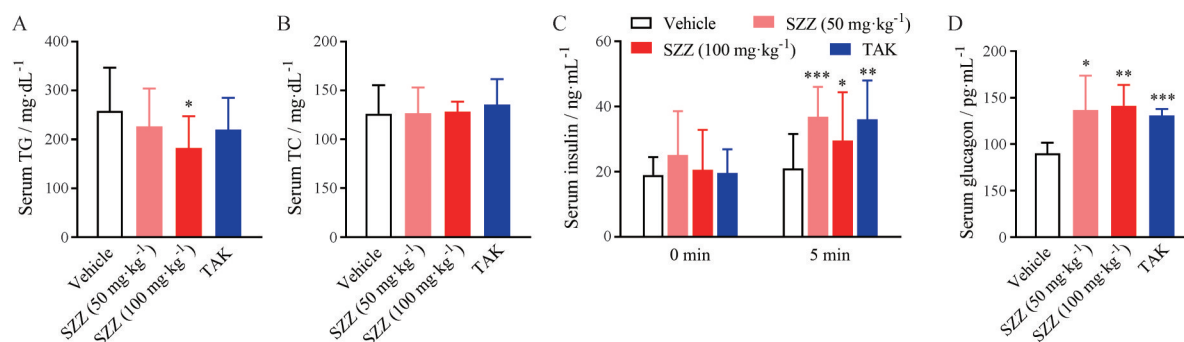 A
Serum TG / mg·dL⁻¹
400
300
200
100
0
Vehicle
SZZ (50 mg·kg⁻¹)
SZZ (100 mg·kg⁻¹)
TAK
*
B
Serum TC / mg·dL⁻¹
200
150
100
150
0
Vehicle
SZZ (50 mg·kg⁻¹)
SZZ (100 mg·kg⁻¹)
TAK
C
Vehicle
SZZ (50 mg·kg⁻¹)
SZZ (100 mg·kg⁻¹)
TAK
Serum insulin / ng·mL⁻¹
60
40
20
0
***
*
**
0 min
5 min
D
Serum glucagon / pg·mL⁻¹
200
150
100
150
0
*
**
***
Vehicle
SZZ (50 mg·kg⁻¹)
SZZ (100 mg·kg⁻¹)
TAK